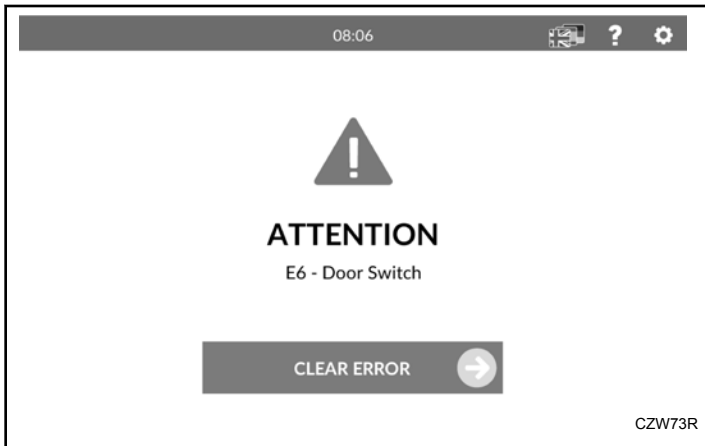 08:06
?
!
ATTENTION
E6 - Door Switch
CLEAR ERROR
CZW73R